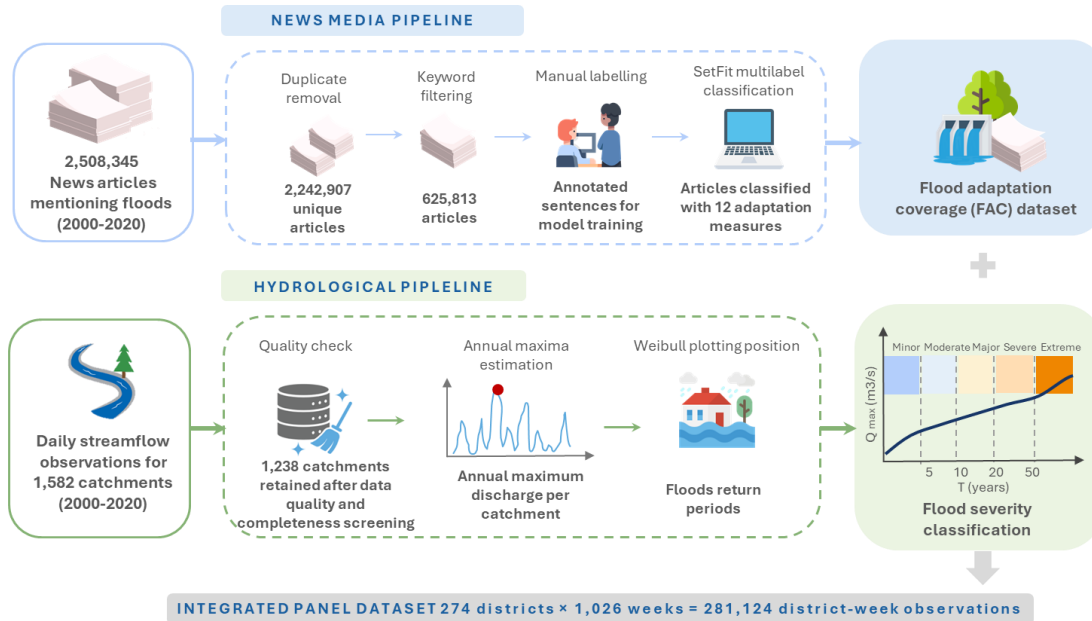 NEWS MEDIA PIPELINE
2,508,345
News articles
mentioning floods
(2000-2020)
Duplicate
removal
2,242,907
unique
articles
Keyword
filtering
625,813
articles
Manual labelling
Annotated
sentences for
model training
SetFit multilabel
classification
Articles classified
with 12 adaptation
measures
Flood adaptation
coverage (FAC) dataset
HYDROLOGICAL PIPLELINE
Daily streamflow
observations for
1,582 catchments
(2000-2020)
Quality check
1,238 catchments
retained after data
quality and
completeness screening
Annual maxima
estimation
Annual maximum
discharge per
catchment
Weibull plotting position
Floods return
periods
Minor Moderate Major Severe Extreme
Q max (m3/s)
5 10 20 50
T (years)
Flood severity
classification
INTEGRATED PANEL DATASET 274 districts × 1,026 weeks = 281,124 district-week observations